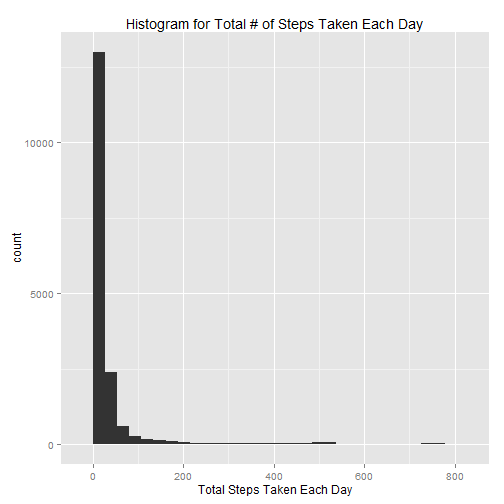 Histogram for Total # of Steps Taken Each Day
count
10000
5000
0
0 200 400 600 800
Total Steps Taken Each Day